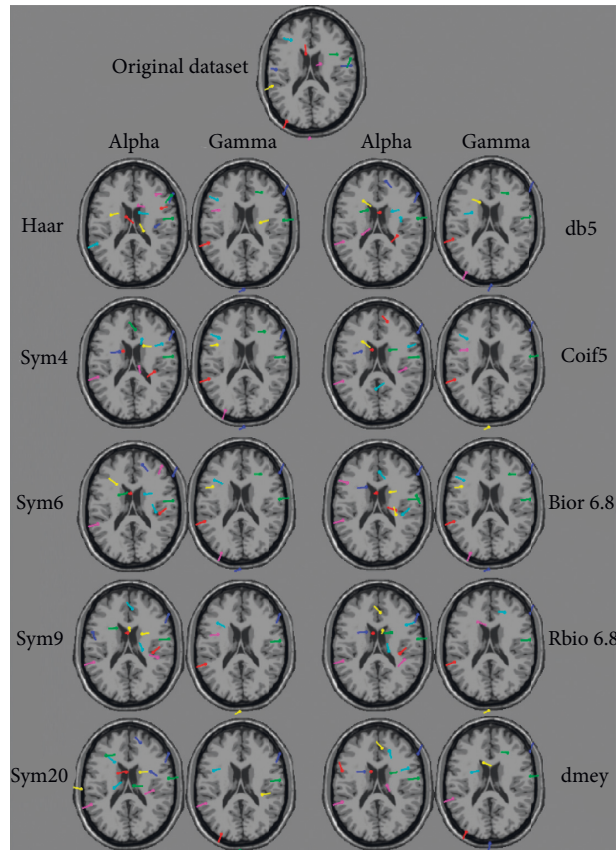 Original dataset
Alpha Gamma Alpha Gamma
Haar db5
Sym4 Coif5
Sym6 Bior 6.8
Sym9 Rbio 6.8
Sym20 dmey